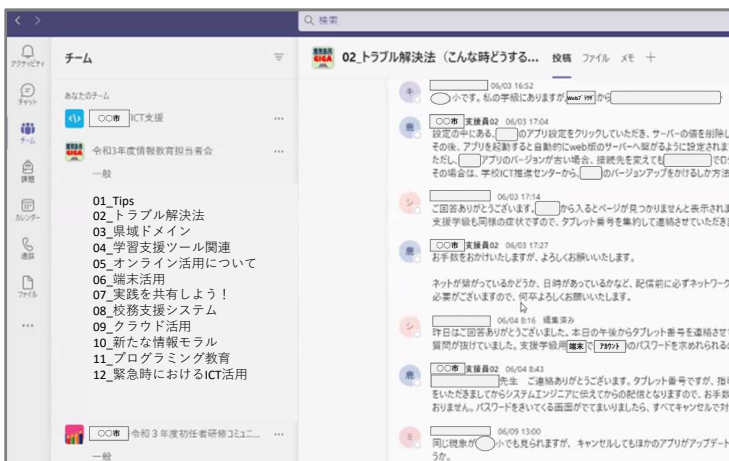 検索
アクティビティ
チャット
チーム
課題
カレンダー
通話
ファイル
チーム
あなたのチーム
○○市 ICT支援
令和3年度情報教育担当者会
一般
01_Tips
02_トラブル解決法
03_県域ドメイン
04_学習支援ツール関連
05_オンライン活用について
06_端末活用
07_実践を共有しよう！
08_校務支援システム
09_クラウド活用
10_新たな情報モラル
11_プログラミング教育
12_緊急時におけるICT活用
○○市 令和３年度初任者研修コミュニ...
一般
GIGA
02_トラブル解決法（こんな時どうする... 投稿 ファイル メモ
06/03 16:52
小です。私の学級にありますが、 から
○○市 支援員02 06/03 17:04
設定の中にある、 のアプリ設定をクリックしていただき、サーバーの値を削除し
その後、アプリを起動すると自動的にweb版のサーバーへ繋がるように設定されま
ただし、 アプリのバージョンが古い場合、接続先を変えても でロ
その場合は、学校ICT推進センターから、 のバージョンアップをかけるしか方法
06/03 17:14
ご回答ありがとうございます。 から入るとページが見つかりませんと表示されま
支援学級も同様の症状ですので、タブレット番号を集約して連絡させていただきま
○○市 支援員02 06/03 17:27
お手数をおかけいたしますが、よろしくお願いいたします。
ネットが繋がっているかどうか、日時があっているかなど、配信前に必ずネットワーク
必要がございますので、何卒よろしくお願いいたします。
06/04 8:16 編集済み
昨日はご回答ありがとうございました。本日の午後からタブレット番号を連絡させ
質問が抜けていました。支援学級用 端末 で アカウント のパスワードを求められる
○○市 支援員02 06/04 8:43
先生 ご連絡ありがとうございます。タブレット番号ですが、指
をいただきましてからシステムエンジニアに伝えてからの配信となりますので、お手数
おりません。パスワードをきいてくる画面がでてまいりましたら、すべてキャンセルで対
06/09 13:00
同じ現象が 小でも見られますが、キャンセルしてもほかのアプリがアップデート
うか。